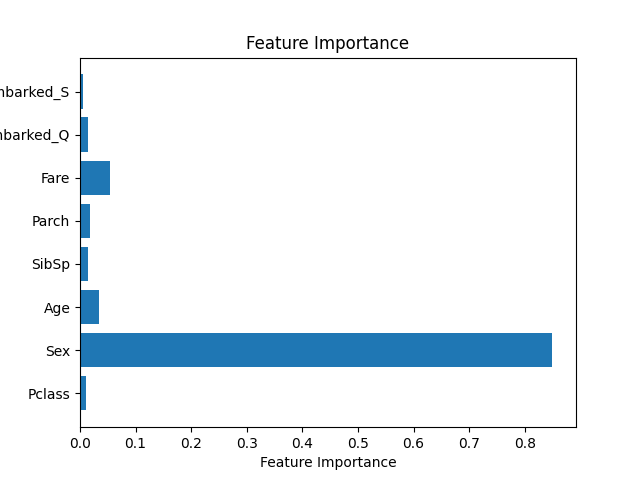 Feature Importance
mbarked_S
mbarked_Q
Fare
Parch
SibSp
Age
Sex
Pclass
0.0 0.1 0.2 0.3 0.4 0.5 0.6 0.7 0.8
Feature Importance